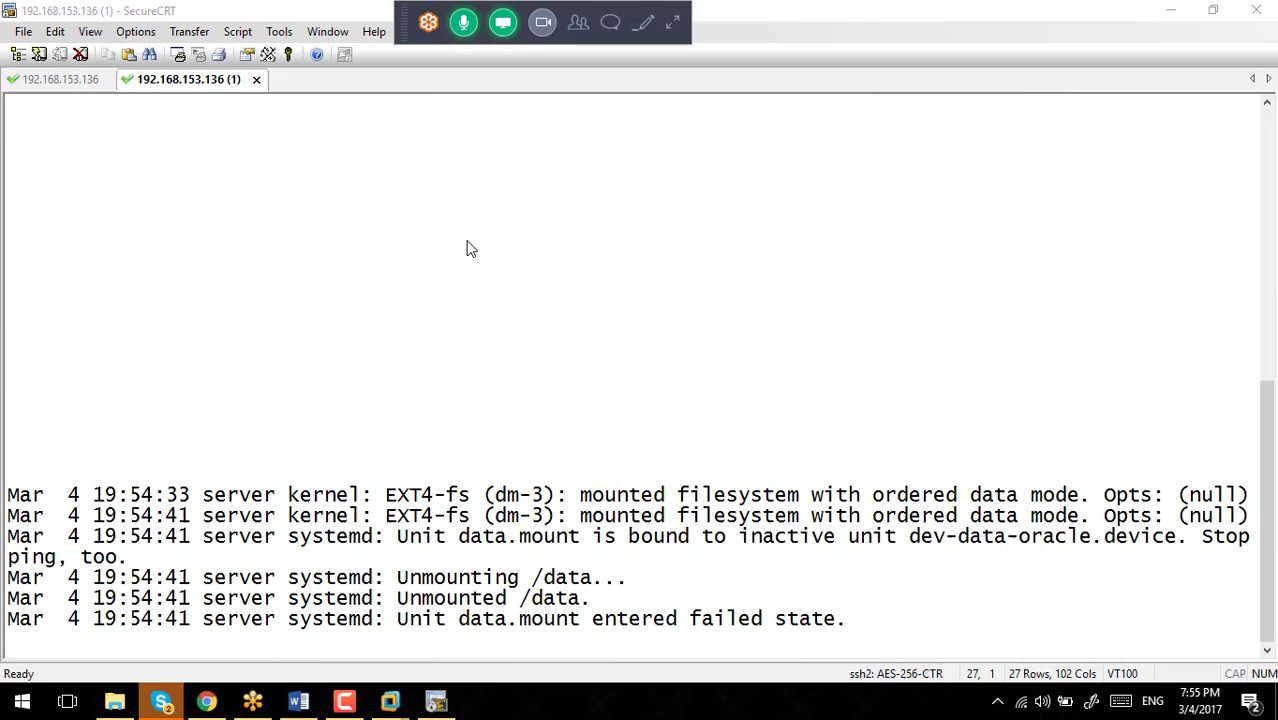 192.168.153.136 (1) - SecureCRT
File Edit View Options Transfer Script Tools Window Help
192.168.153.136
192.168.153.136 (1)
Mar  4 19:54:33 server kernel: EXT4-fs (dm-3): mounted filesystem with ordered data mode. Opts: (null)
Mar  4 19:54:41 server kernel: EXT4-fs (dm-3): mounted filesystem with ordered data mode. Opts: (null)
Mar  4 19:54:41 server systemd: Unit data.mount is bound to inactive unit dev-data-oracle.device. Stop
ping, too.
Mar  4 19:54:41 server systemd: Unmounting /data...
Mar  4 19:54:41 server systemd: Unmounted /data.
Mar  4 19:54:41 server systemd: Unit data.mount entered failed state.
Ready ssh2: AES-256-CTR 27, 1 27 Rows, 102 Cols VT100 CAP NUM
2 ENG 7:55 PM 2
3/4/2017